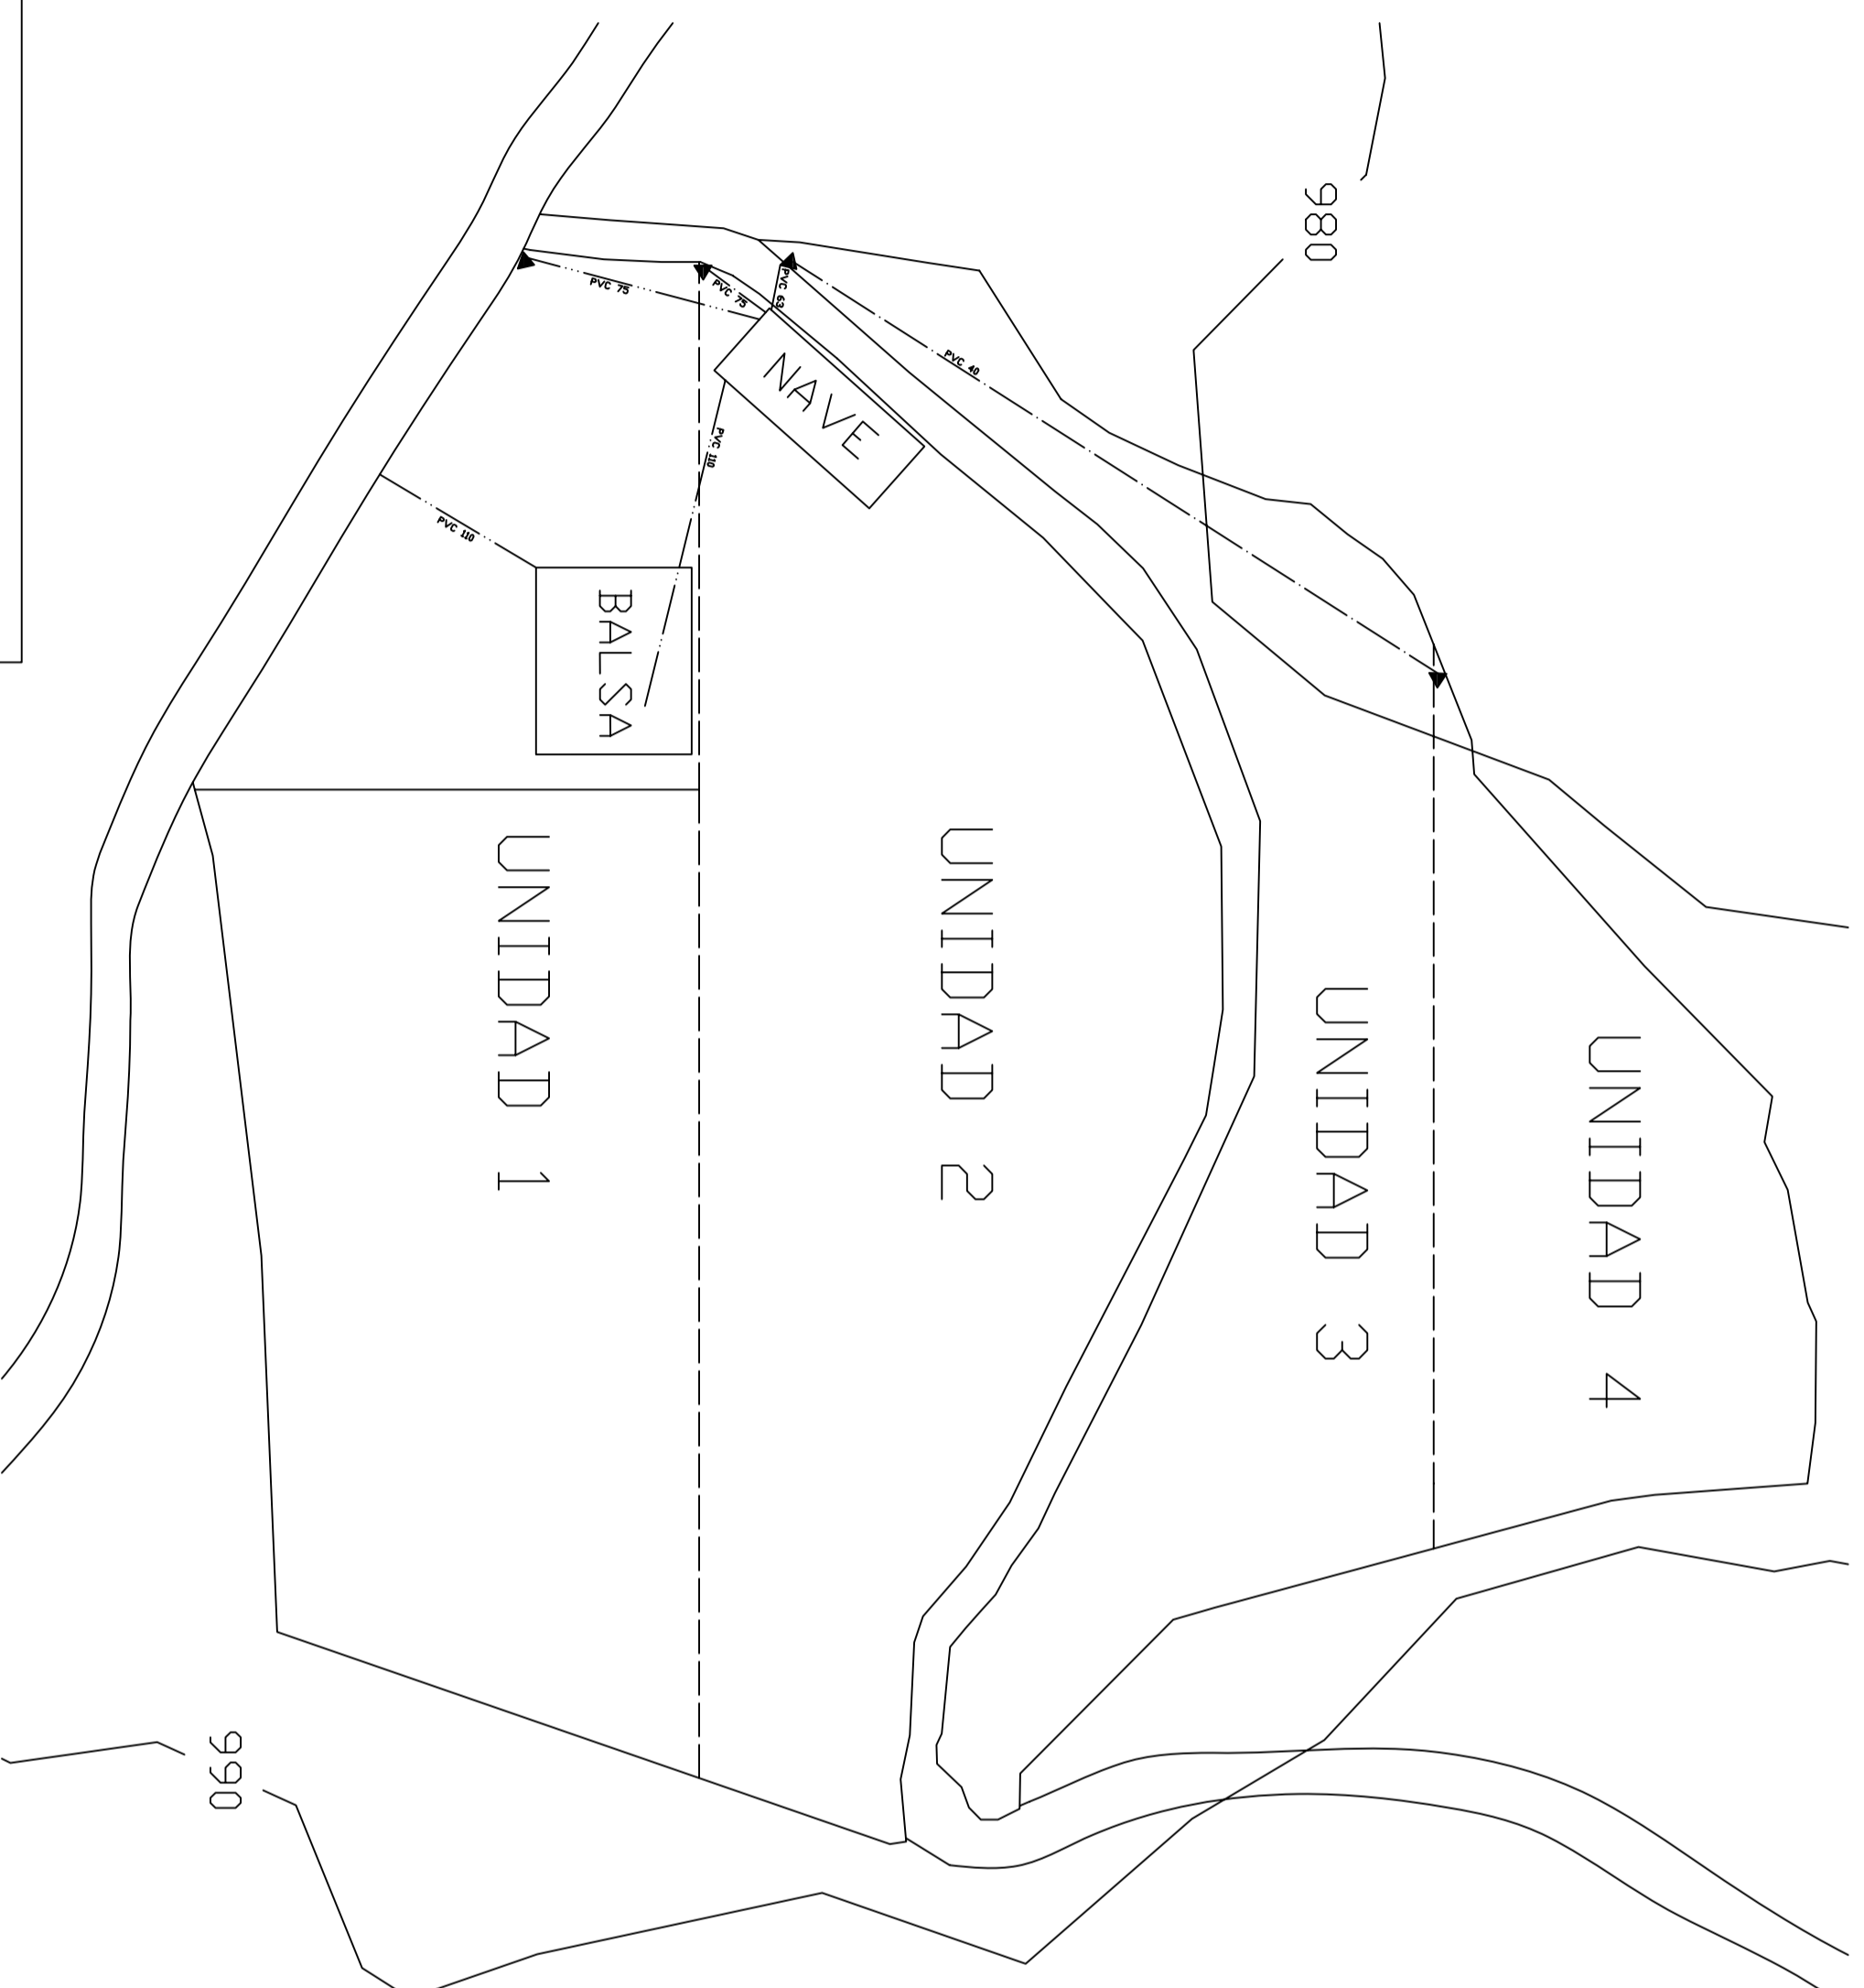 980
PVC 75
PVC 75
PVC 63
PVC 40
NAVE
PVC 110
PVC 110
BALSA
UNIDAD 1
UNIDAD 2
UNIDAD 3
UNIDAD 4
990